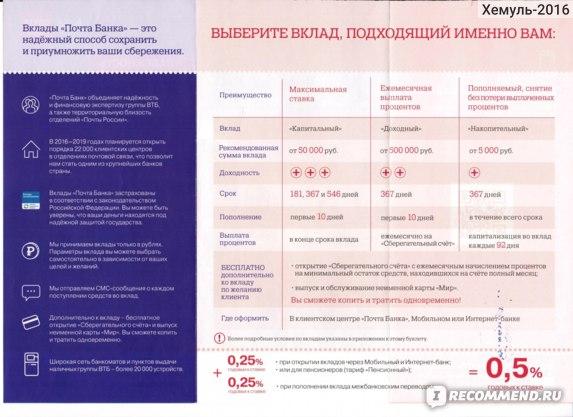 Хемуль-2016
Вклады «Почта Банка» — это
надёжный способ сохранить
и приумножить ваши сбережения.
«Почта Банк» объединяет надёжность
и финансовую экспертизу группы ВТБ,
а также территориальную близость
отделений «Почты России».
В 2016–2019 годах планируется открыть
порядка 22 000 клиентских центров
в отделениях почтовой связи, что позволит
нам стать одним из крупнейших банков
страны.
Вклады «Почта Банка» застрахованы
в соответствии с законодательством
Российской Федерации. Вы можете быть
уверены, что ваши деньги находятся под
надёжной защитой государства.
Мы принимаем вклады только в рублях.
Параметры вклада вы можете выбрать
самостоятельно в зависимости от ваших
целей и желаний.
Мы отправляем СМС-сообщения о каждом
поступлении средств во вклад.
Дополнительно к вкладу – бесплатное
открытие «Сберегательного счёта» и выпуск
неименной карты «Мир». Вы сможете копить
и тратить одновременно.
Широкая сеть банкоматов и пунктов выдачи
наличных группы ВТБ – более 20 000 устройств.
ВЫБЕРИТЕ ВКЛАД, ПОДХОДЯЩИЙ ИМЕННО ВАМ:
Преимущество
Максимальная
ставка
Ежемесячная
выплата
процентов
Пополняемый, снятие
без потери выплаченных
процентов
Вклад
«Капитальный»
«Доходный»
«Накопительный»
Рекомендованная
сумма вклада
от 50 000 руб.
от 500 000 руб.
от 5 000 руб.
Доходность
Срок
181, 367 и 546 дней
367 дней
367 дней
Пополнение
первые 10 дней
первые 10 дней
в течение всего срока
Выплата
процентов
в конце срока вклада
ежемесячно на
«Сберегательный счёт»
капитализация во вклад
каждые 92 дня
БЕСПЛАТНО
дополнительно
ко вкладу
по желанию
клиента
· открытие «Сберегательного счёта» с ежемесячным начислением процентов
на минимальный остаток средств, находившихся на счёте полный месяц;
· выпуск и обслуживание неименной карты «Мир».
Вы сможете копить и тратить одновременно!
Где оформить
В клиентском центре «Почта Банка», Мобильном или Интернет-банке
Более подробные условия по вкладам указаны в приложении к этому буклету.
+ 0,25%
годовых к ставке
0,25%
годовых к ставке
· при открытии вкладов через Мобильный и Интернет-банк;
· или для пенсионеров (тариф «Пенсионный»);
· при пополнении вклада межбанковским переводом.
= 0,5%
годовых к ставке
IRECOMMEND.RU